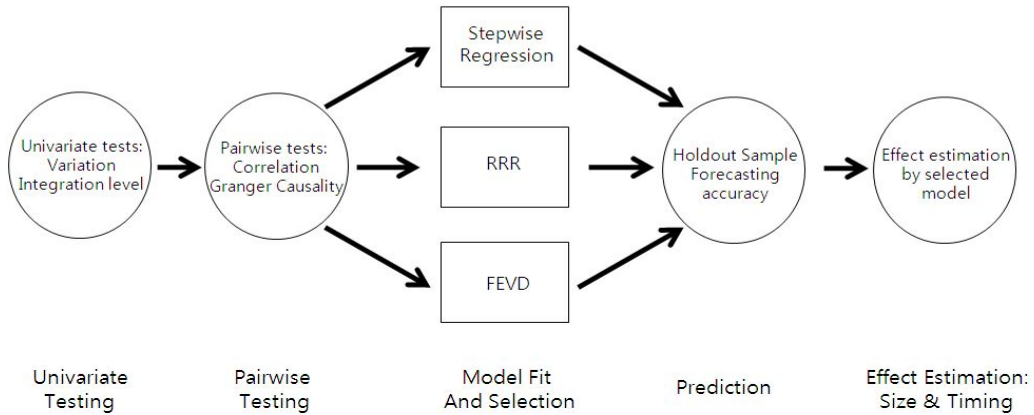 Univariate tests:
Variation
Integration level
Pairwise tests:
Correlation
Granger Causality
Stepwise
Regression
RRR
FEVD
Holdout Sample
Forecasting
accuracy
Effect estimation
by selected
model
Univariate
Testing
Pairwise
Testing
Model Fit
And Selection
Prediction
Effect Estimation:
Size & Timing